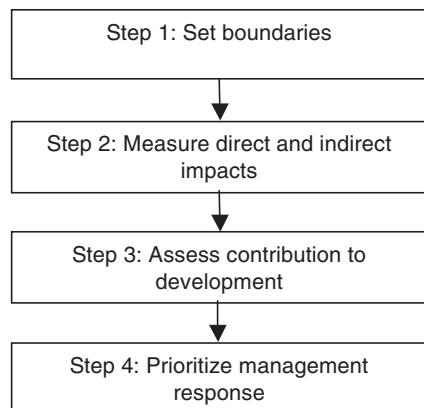 Step 1: Set boundaries
Step 2: Measure direct and indirect
impacts
Step 3: Assess contribution to
development
Step 4: Prioritize management
response